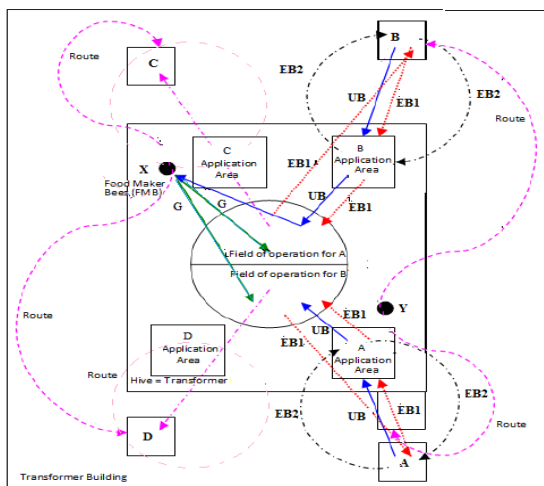 B
Route
C
EB2
UB
EB1
EB2
Route
C
Application
Area
B
Application
Area
X
Food Maker
Bees (FMB)
EB1
G
G
UB
EB1
Field of operation for A
Field of operation for B
Y
Route
EB1
UB
EB1
D
Application
Area
A
Application
Area
Route
Hive = Transformer
EB2
UB
EB1
EB2
Route
D
A
Transformer Building